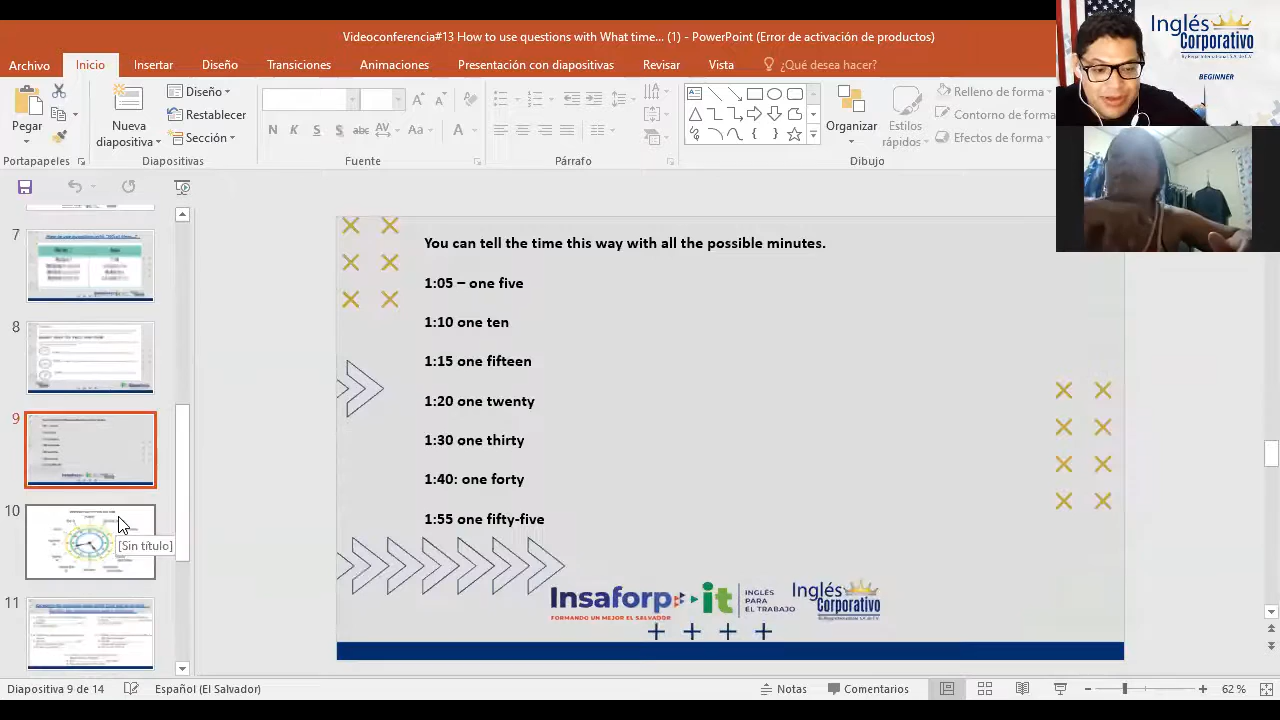 Videoconferencia#13 How to use questions with What time... (1) - PowerPoint (Error de activación de productos)
Archivo Inicio Insertar Diseño Transiciones Animaciones Presentación con diapositivas Revisar Vista ¿Qué desea hacer?
Pegar
Portapapeles
Nueva diapositiva
Diseño
Restablecer
Sección
Diapositivas
N K S S abc AV Aa A
Fuente
Párrafo
Organizar
Estilos rápidos
Relleno de forma
Contorno de forma
Efectos de forma
Dibujo
Inglés
Corporativo
BEGINNER
7
8
9
10
[Sin título]
11
You can tell the time this way with all the possible minutes.
1:05 – one five
1:10 one ten
1:15 one fifteen
1:20 one twenty
1:30 one thirty
1:40: one forty
1:55 one fifty-five
Insaforp it
FORMANDO UN MEJOR EL SALVADOR
INGLÉS
PARA
EL TRABAJO
Inglés
Corporativo
Diapositiva 9 de 14 Español (El Salvador) Notas Comentarios 62 %